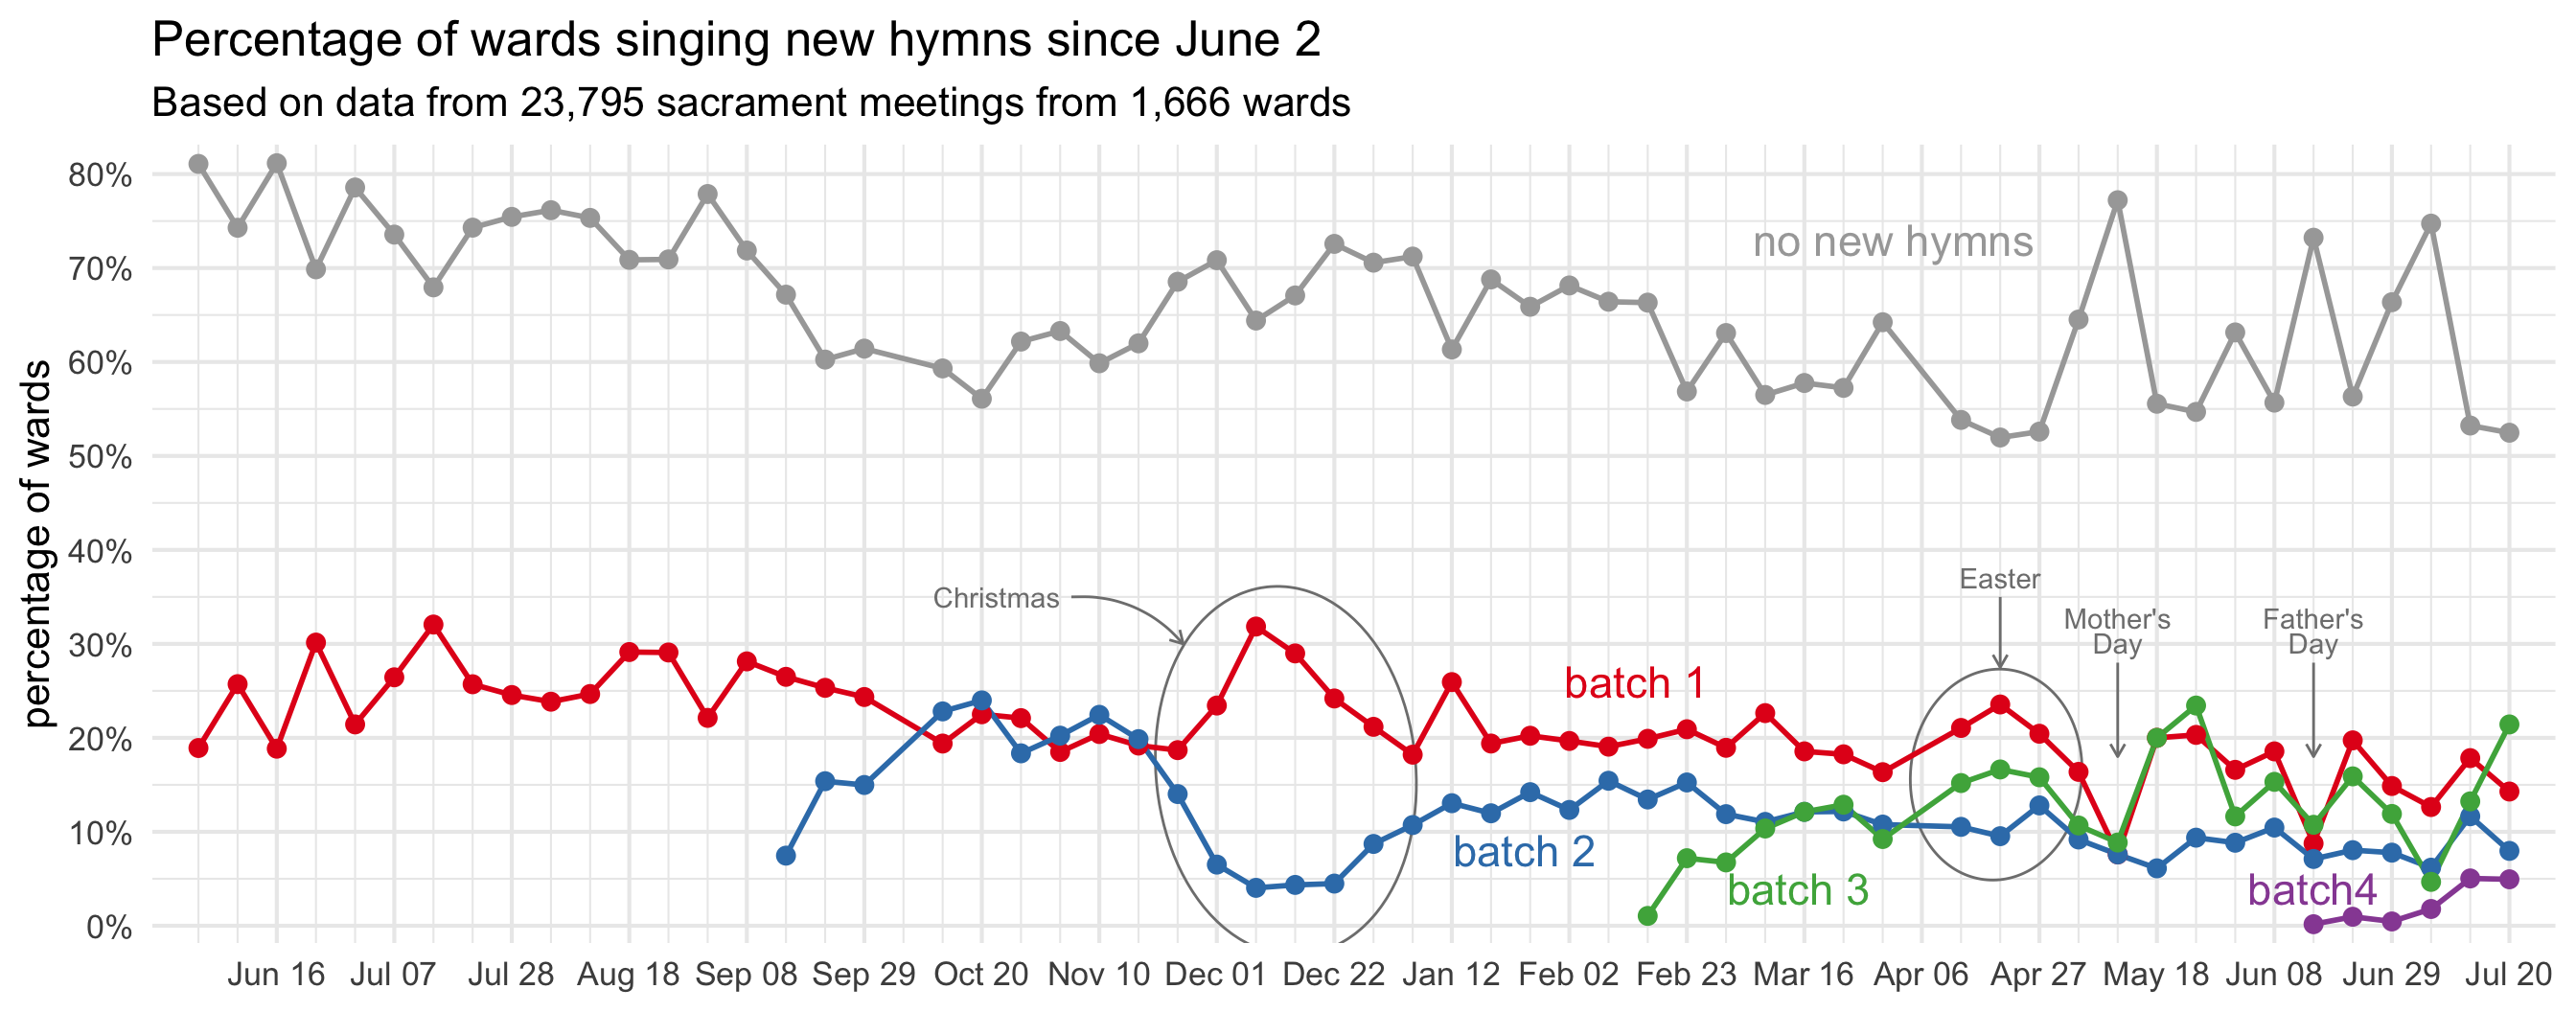 Percentage of wards singing new hymns since June 2
Based on data from 23,795 sacrament meetings from 1,666 wards
percentage of wards
80%
70%
60%
50%
40%
30%
20%
10%
0%
no new hymns
Christmas
Easter
Mother's
Day
Father's
Day
batch 1
batch 2
batch 3
batch4
Jun 16 Jul 07 Jul 28 Aug 18 Sep 08 Sep 29 Oct 20 Nov 10 Dec 01 Dec 22 Jan 12 Feb 02 Feb 23 Mar 16 Apr 06 Apr 27 May 18 Jun 08 Jun 29 Jul 20